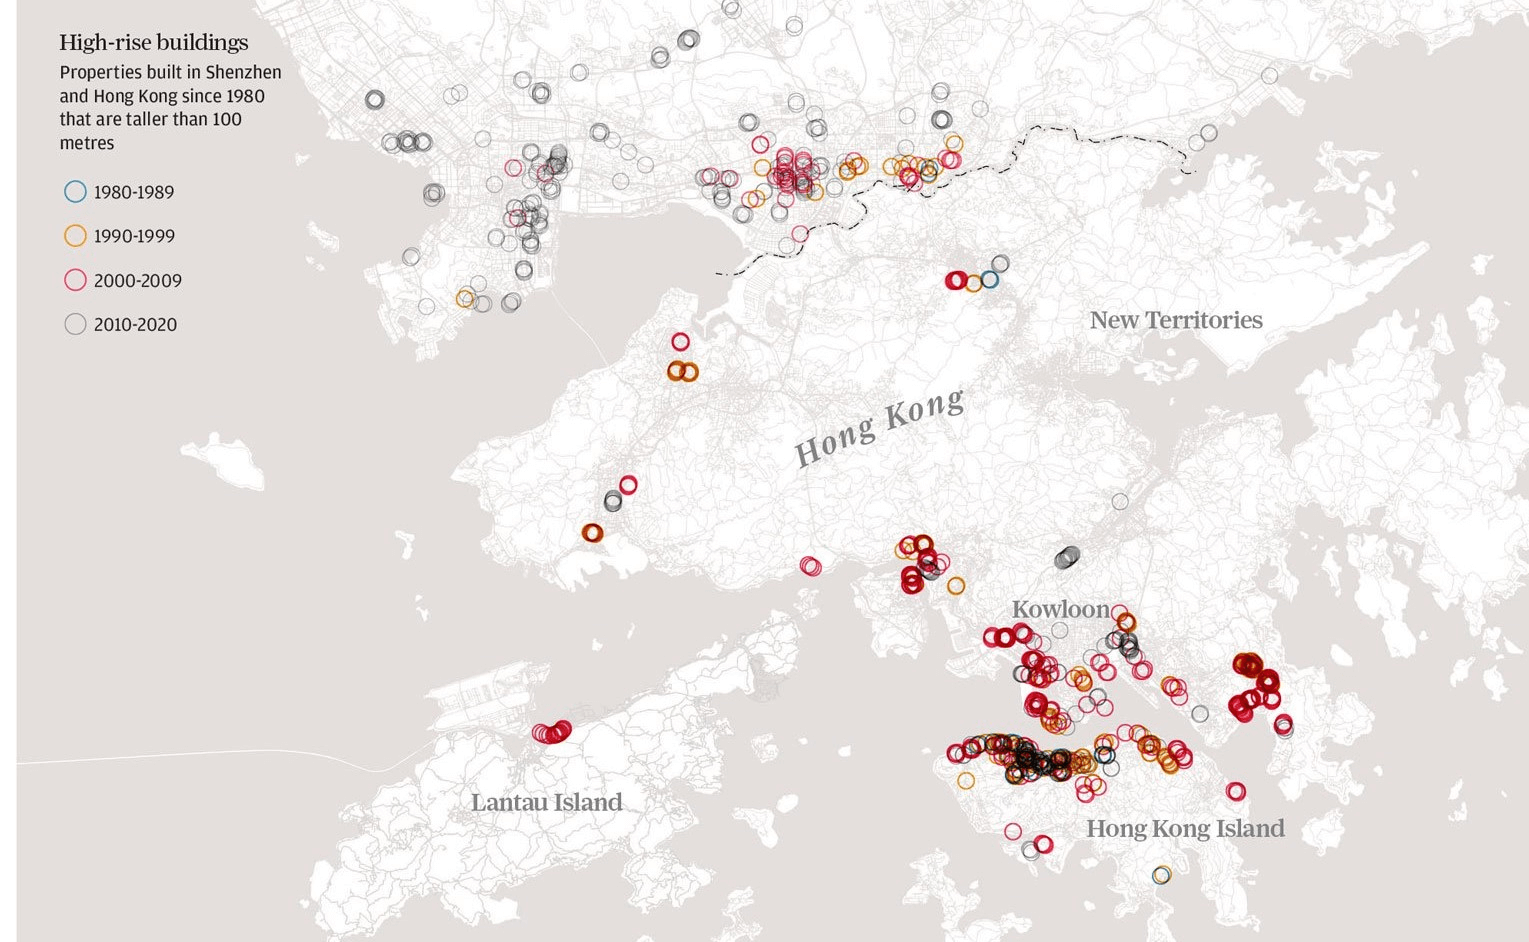 High-rise buildings
Properties built in Shenzhen
and Hong Kong since 1980
that are taller than 100
metres
1980-1989
1990-1999
2000-2009
2010-2020
New Territories
Hong Kong
Kowloon
Lantau Island
Hong Kong Island